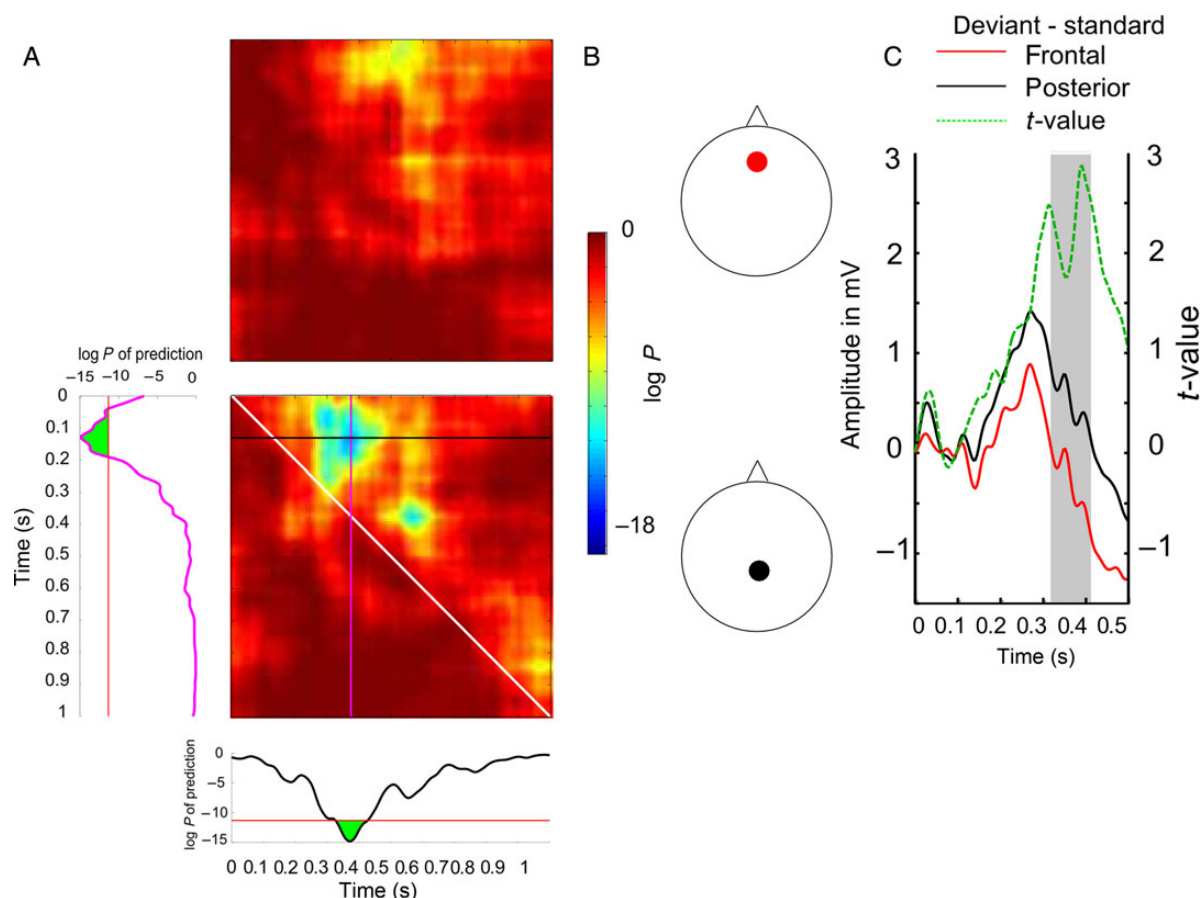 A
B
C
Deviant - standard
Frontal
Posterior
t-value
log P of prediction
−15 −10 −5 0
0
0.1
0.2
0.3
0.4
0.5
0.6
0.7
0.8
0.9
1
Time (s)
0
log P
−18
3
2
1
0
−1
Amplitude in mV
3
2
1
0
−1
t-value
0 0.1 0.2 0.3 0.4 0.5
Time (s)
log P of prediction
0
−5
−10
−15
0 0.1 0.2 0.3 0.4 0.5 0.6 0.7 0.8 0.9 1
Time (s)